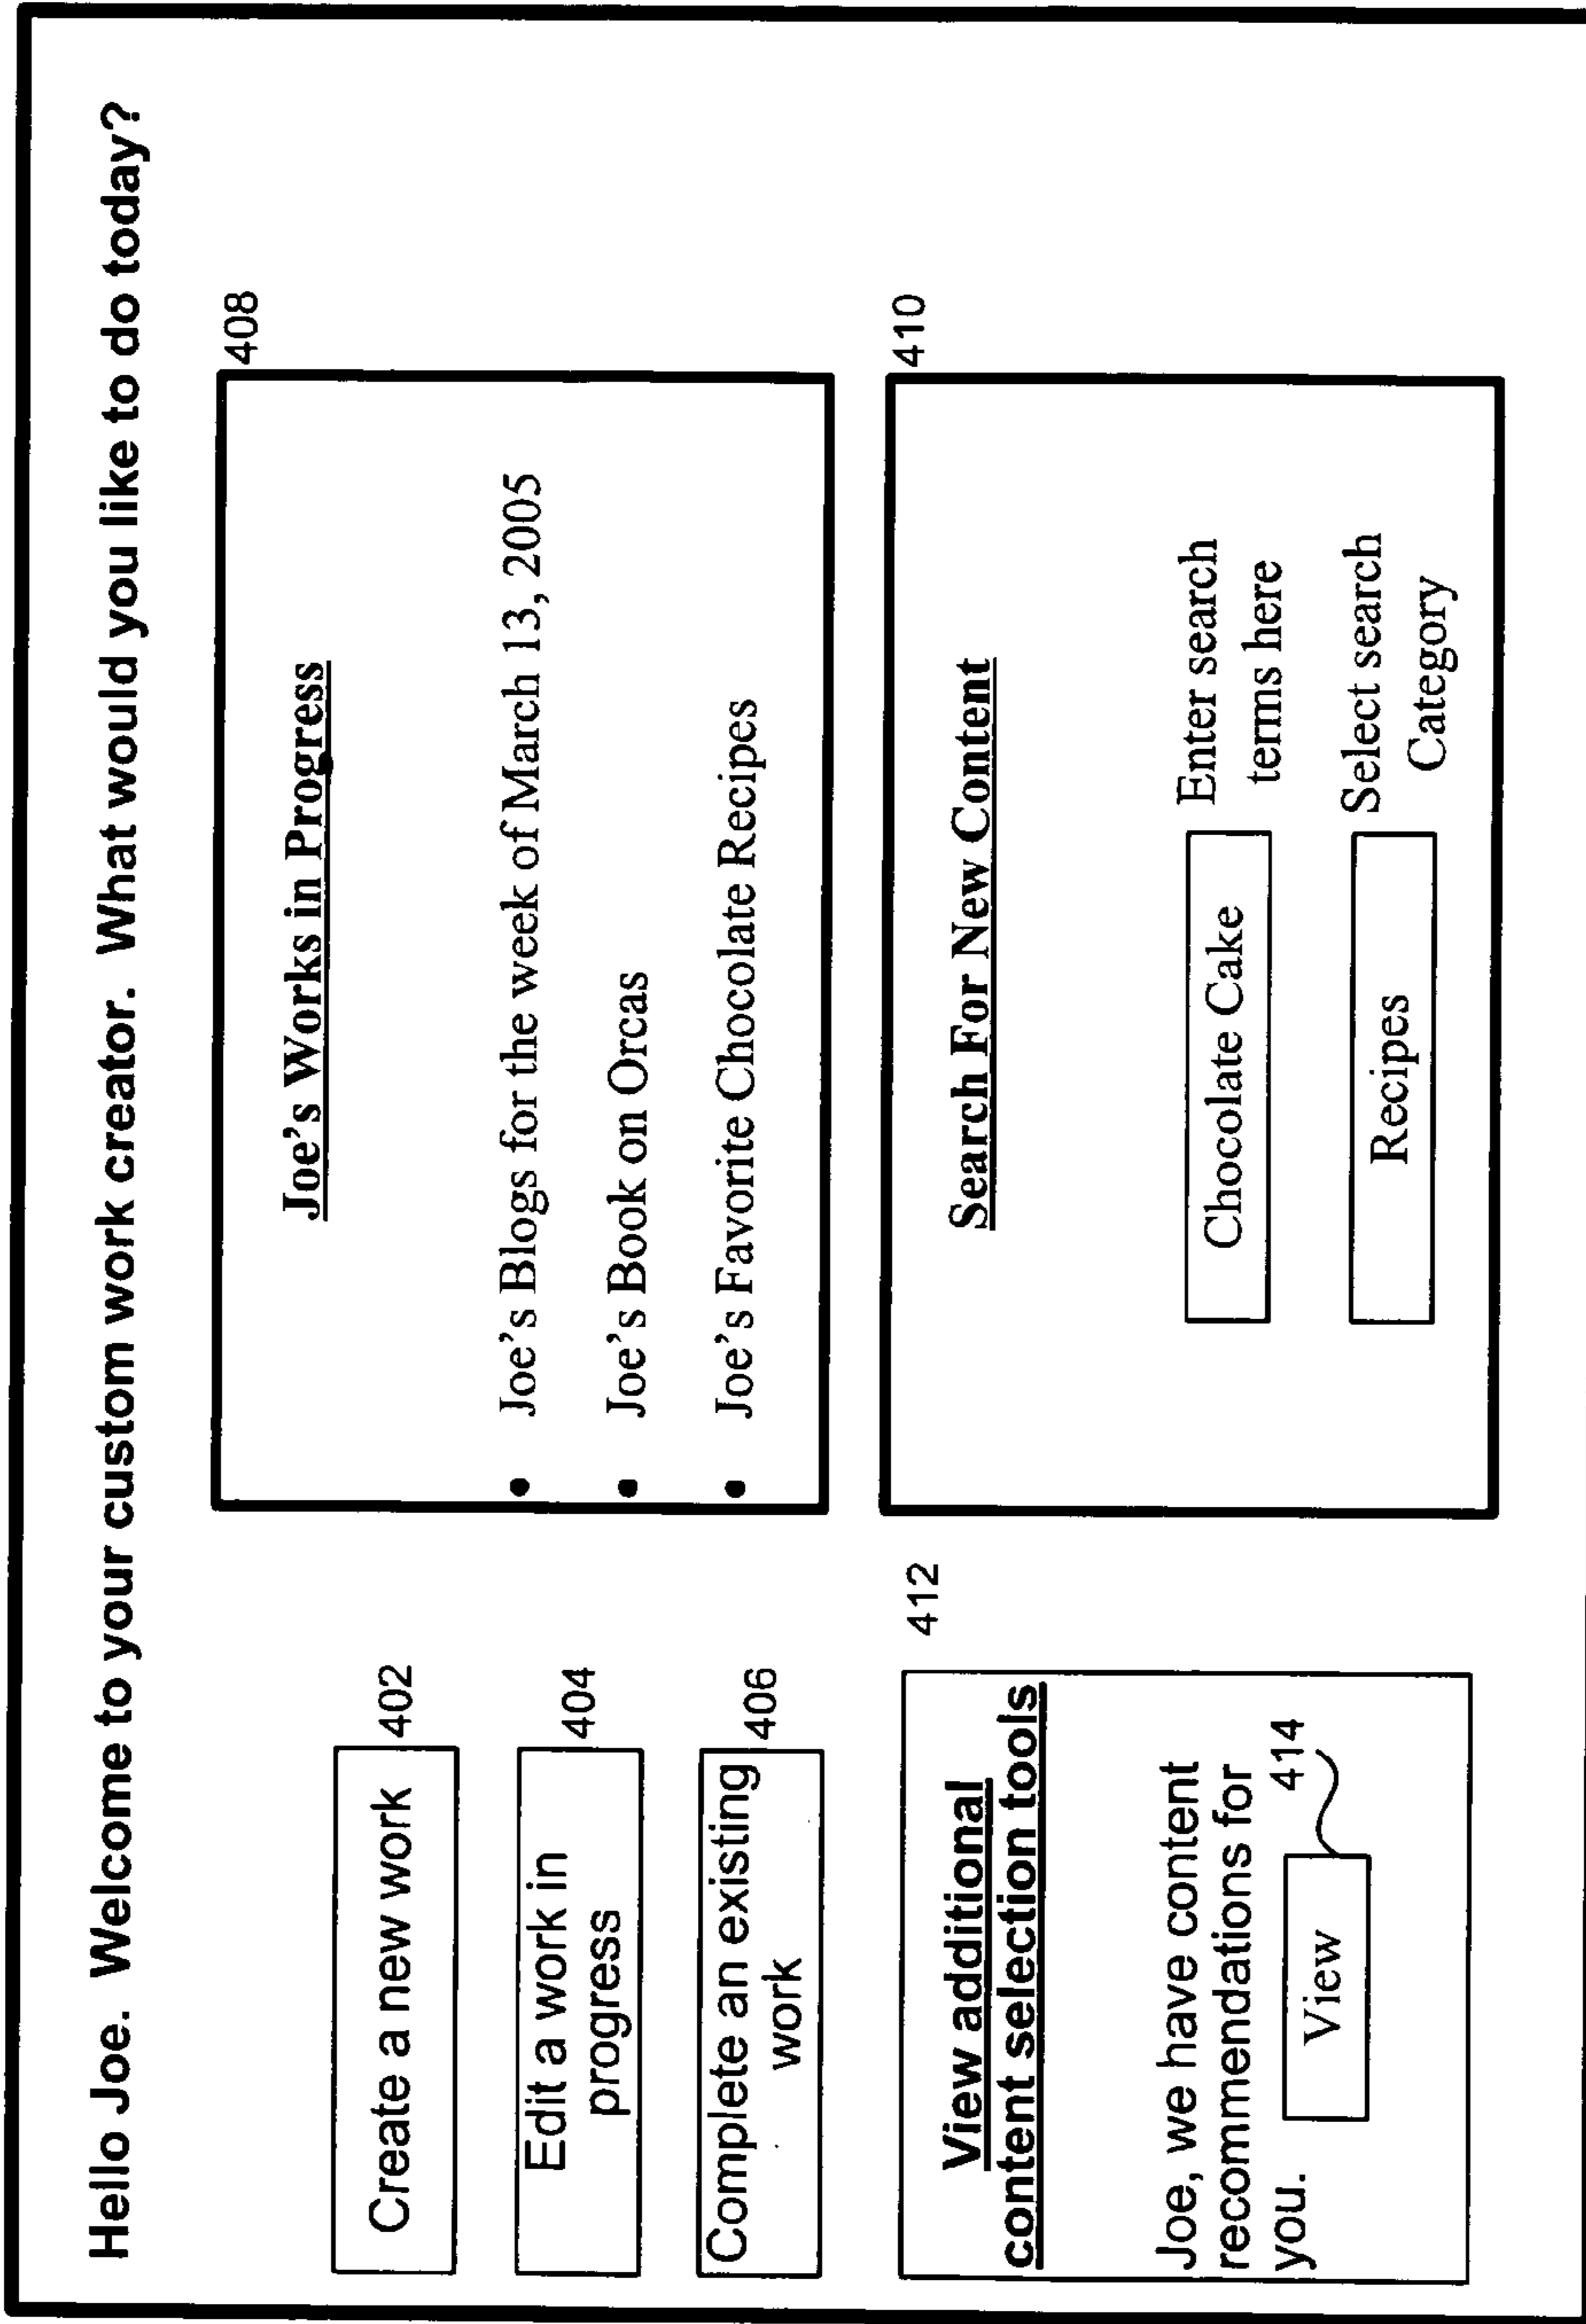 Hello Joe.  Welcome to your custom work creator.  What would you like to do today?
Create a new work
402
Edit a work in
progress
404
Complete an existing
work
406
408
Joe's Works in Progress
• Joe's Blogs for the week of March 13, 2005
• Joe's Book on Orcas
• Joe's Favorite Chocolate Recipes
412
View additional
content selection tools
Joe, we have content
recommendations for
you.
View
414
410
Search For New Content
Chocolate Cake
Enter search
terms here
Recipes
Select search
Category